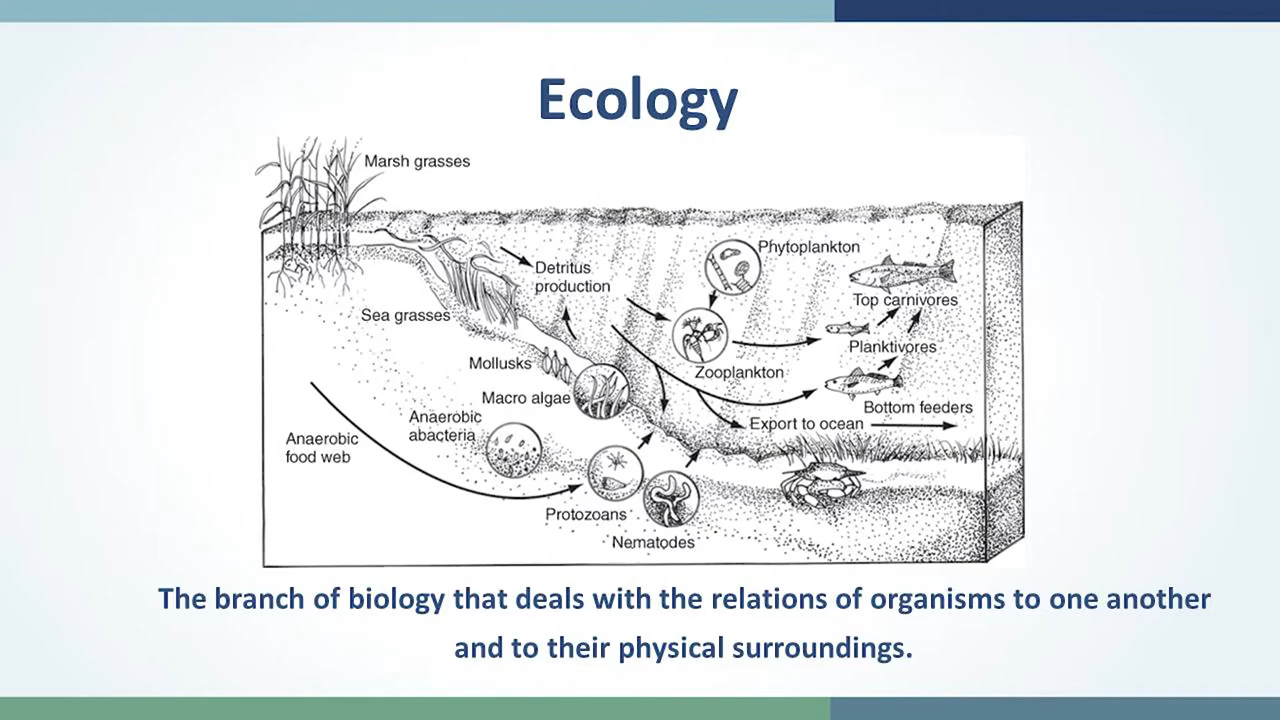 Ecology
Marsh grasses
Phytoplankton
Detritus
production
Top carnivores
Sea grasses
Planktivores
Mollusks
Zooplankton
Macro algae
Bottom feeders
Anaerobic
abacteria
Export to ocean
Anaerobic
food web
Protozoans
Nematodes
The branch of biology that deals with the relations of organisms to one another
and to their physical surroundings.